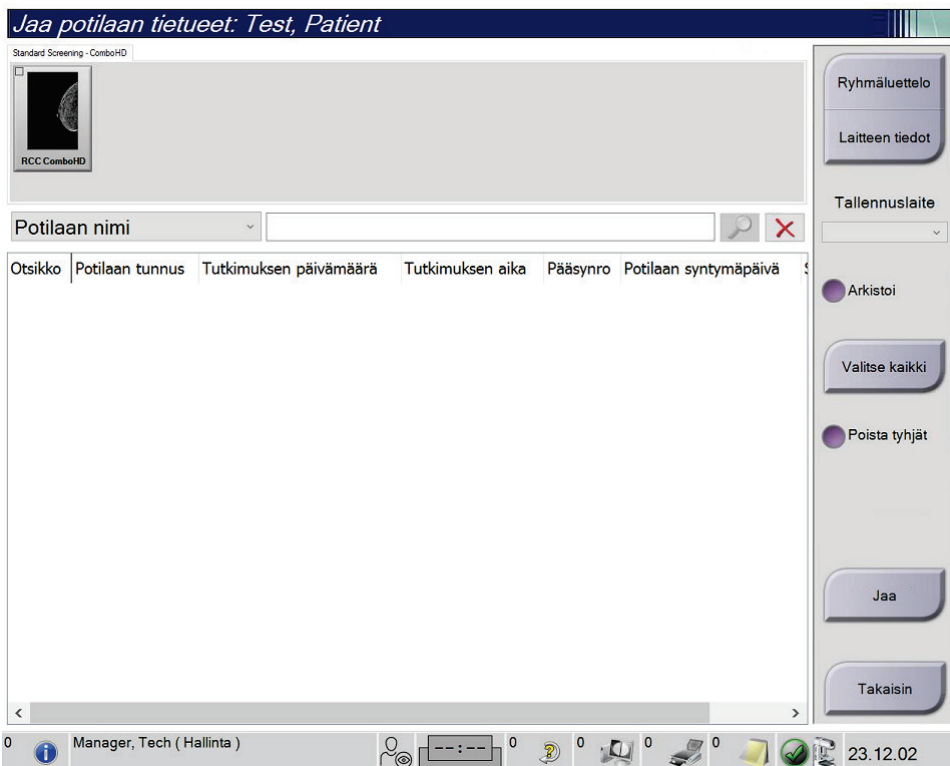 Jaa potilaan tietueet: Test, Patient
Standard Screening - ComboHD
RCC ComboHD
Potilaan nimi
Otsikko Potilaan tunnus Tutkimuksen päivämäärä Tutkimuksen aika Pääsynro Potilaan syntymäpäivä
Ryhmäluettelo
Laitteen tiedot
Tallennuslaite
Arkistoi
Valitse kaikki
Poista tyhjät
Jaa
Takaisin
0 Manager, Tech ( Hallinta ) --:-- 0 0 0 0 23.12.02